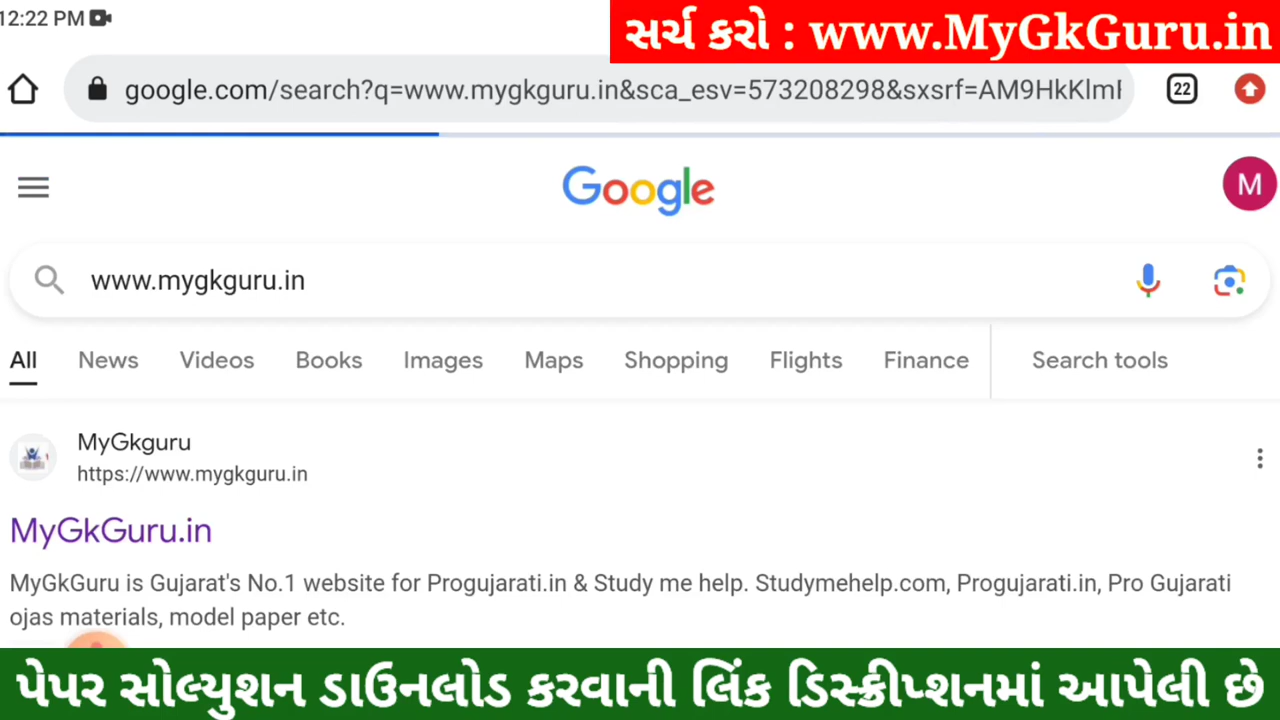 12:22 PM
સર્ચ કરો : www.MyGkGuru.in
google.com/search?q=www.mygkguru.in&sca_esv=573208298&sxsrf=AM9HkKlm
22
Google
M
www.mygkguru.in
All News Videos Books Images Maps Shopping Flights Finance Search tools
MyGkguru
https://www.mygkguru.in
MyGkGuru.in
MyGkGuru is Gujarat's No.1 website for Progujarati.in & Study me help. Studymehelp.com, Progujarati.in, Pro Gujarati
ojas materials, model paper etc.
પેપર સોલ્યુશન ડાઉનલોડ કરવાની લિંક ડિસ્ક્રીપ્શનમાં આપેલી છે